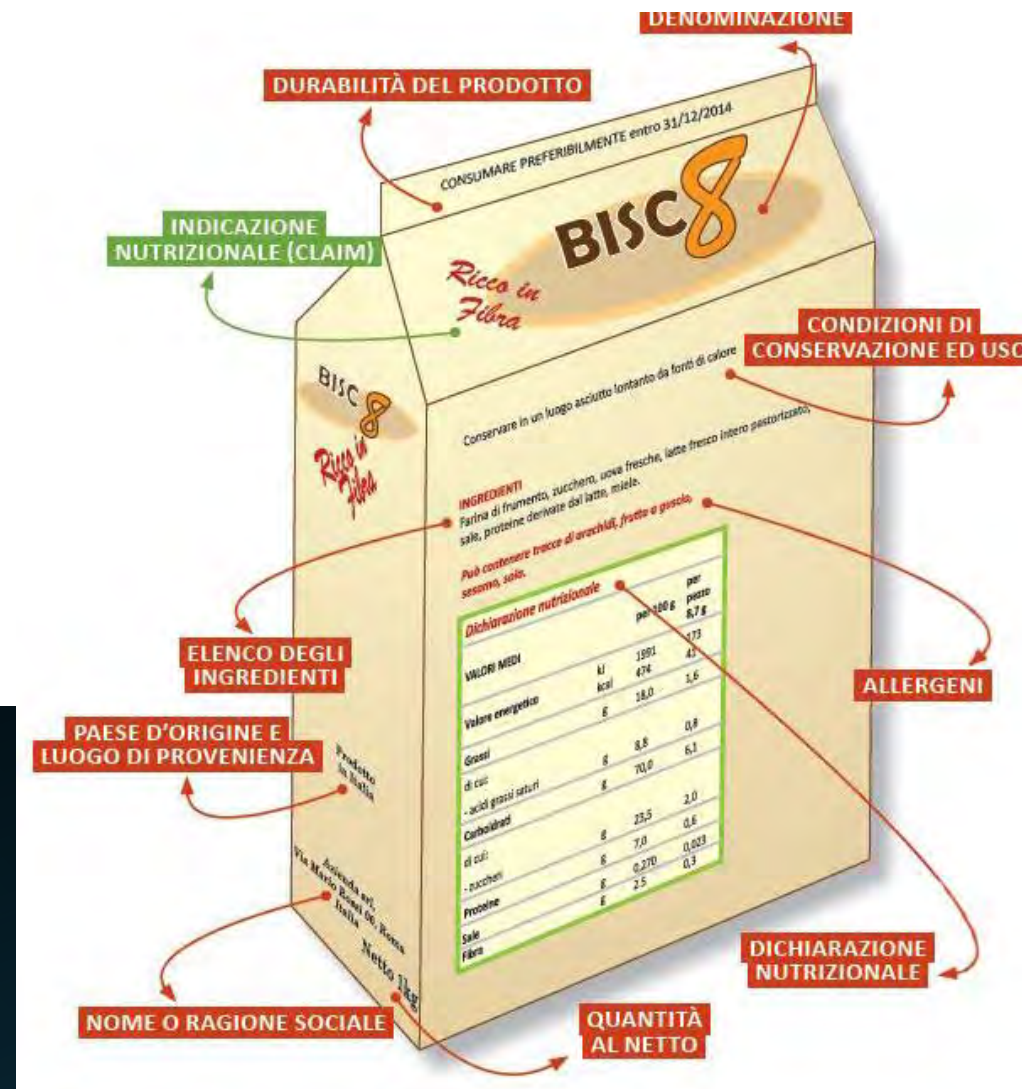 DENOMINAZIONE
DURABILITÀ DEL PRODOTTO
CONSUMARE PREFERIBILMENTE entro 31/12/2014
INDICAZIONE
NUTRIZIONALE (CLAIM)
BISC8
Ricco in
Fibra
CONDIZIONI DI
CONSERVAZIONE ED USO
BISC 8
Ricco in
fibra
Conservare in un luogo asciutto lontanto da fonti di calore
INGREDIENTI
Farina di frumento, zucchero, uova fresche, latte fresco intero pastorizzato,
sale, proteine derivate dal latte, miele.
Può contenere tracce di arachidi, frutta a guscio,
sesamo, soia.
Dichiarazione nutrizionale
per 100 g
per
pezzo
8,7 g
VALORI MEDI
Valore energetico
kJ 1991 173
kcal 474 41
Grassi g 18,0 1,6
di cui:
- acidi grassi saturi g 8,8 0,8
Carboidrati g 70,0 6,1
di cui:
- zuccheri g 23,5 2,0
Proteine g 7,0 0,6
Sale g 0,270 0,023
Fibra g 2.5 0,3
ELENCO DEGLI
INGREDIENTI
ALLERGENI
PAESE D'ORIGINE E
LUOGO DI PROVENIENZA
Prodotto
in Italia
Azienda srl,
Via Mario Rossi 00, Roma
Italia
Netto 1kg
DICHIARAZIONE
NUTRIZIONALE
NOME O RAGIONE SOCIALE
QUANTITÀ
AL NETTO